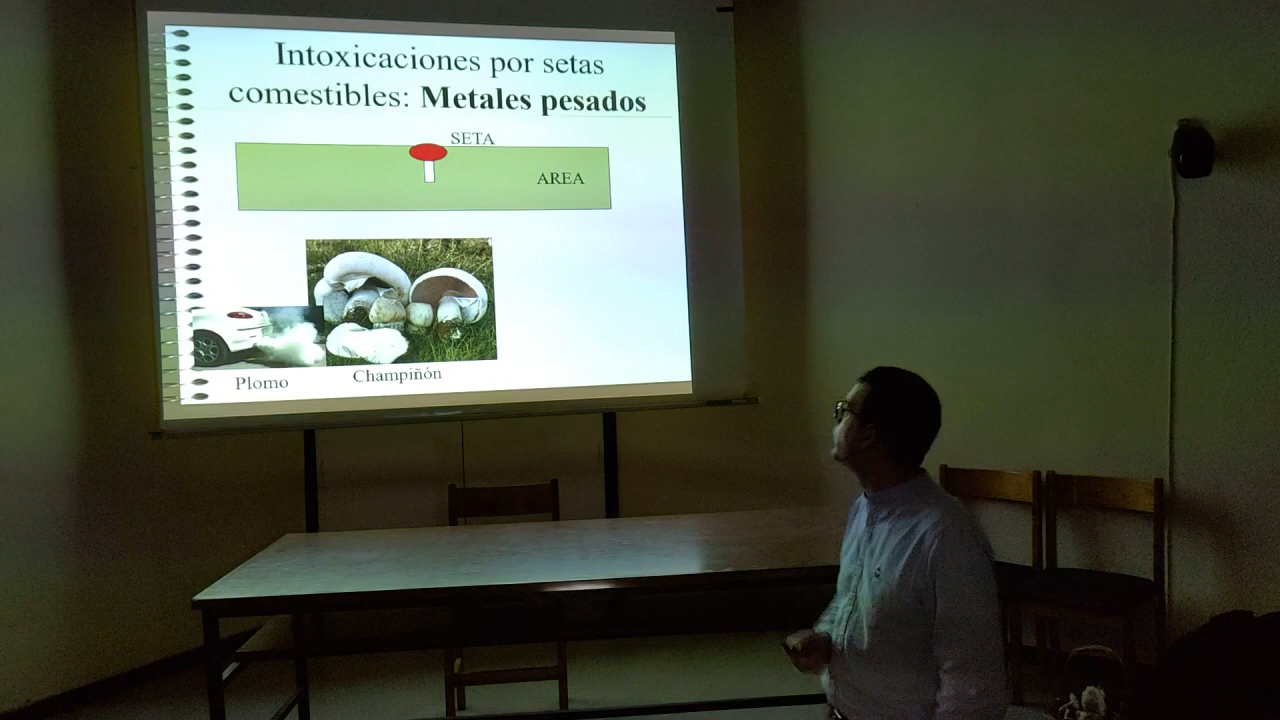 Intoxicaciones por setas
comestibles: Metales pesados
SETA
AREA
Plomo
Champiñón